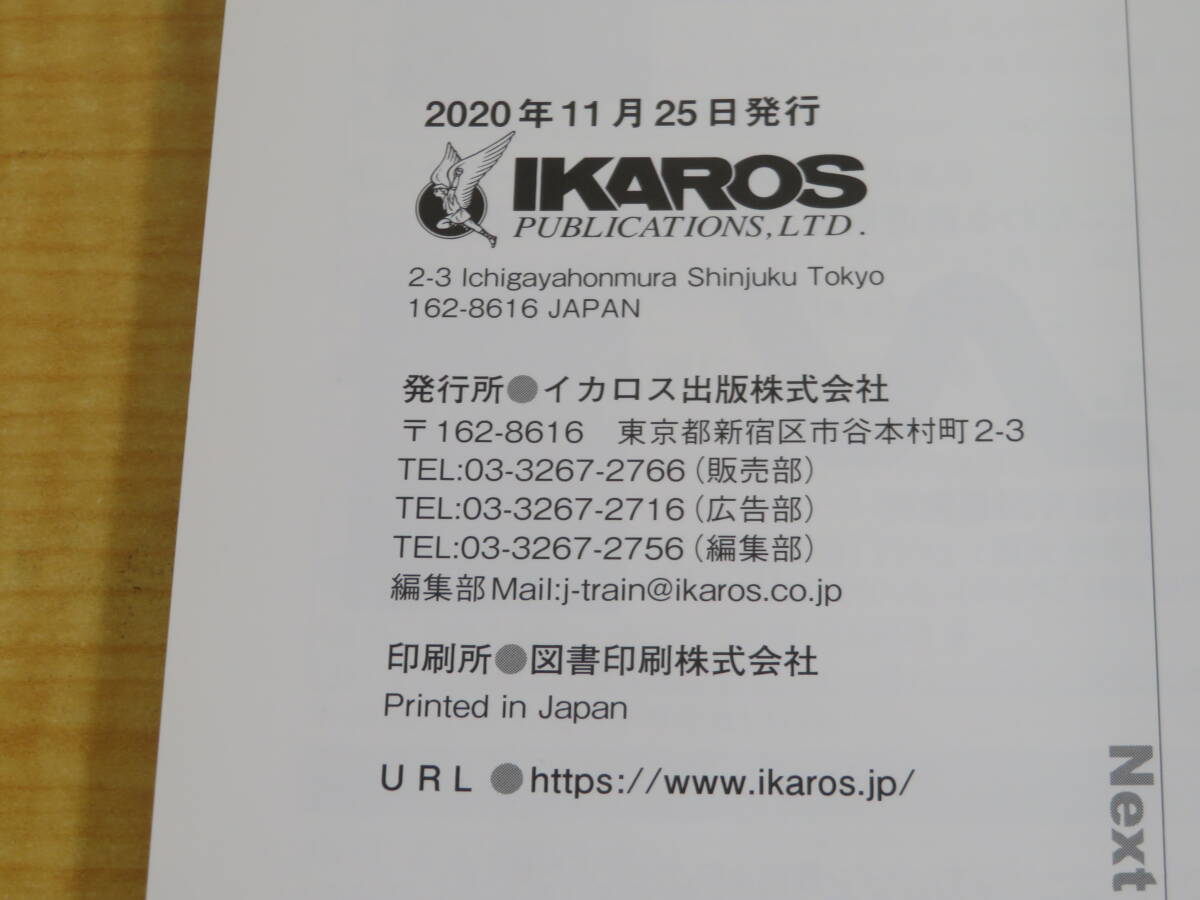 2020年11月25日発行
IKAROS
PUBLICATIONS, LTD.
2-3 Ichigayahonmura Shinjuku Tokyo
162-8616 JAPAN
発行所●イカロス出版株式会社
〒162-8616　東京都新宿区市谷本村町2-3
TEL:03-3267-2766（販売部）
TEL:03-3267-2716（広告部）
TEL:03-3267-2756（編集部）
編集部Mail:j-train@ikaros.co.jp
印刷所●図書印刷株式会社
Printed in Japan
URL●https://www.ikaros.jp/
Next